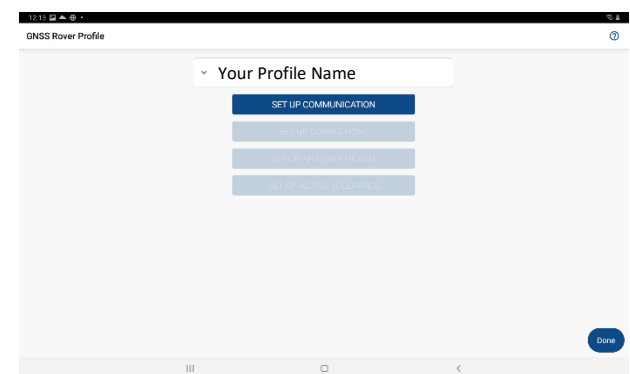 12:13
GNSS Rover Profile
Your Profile Name
SET UP COMMUNICATION
SET UP CORRECTIONS
SET UP ANTENNA HEIGHT
SET UP ACTIVE TOLERANCE
Done